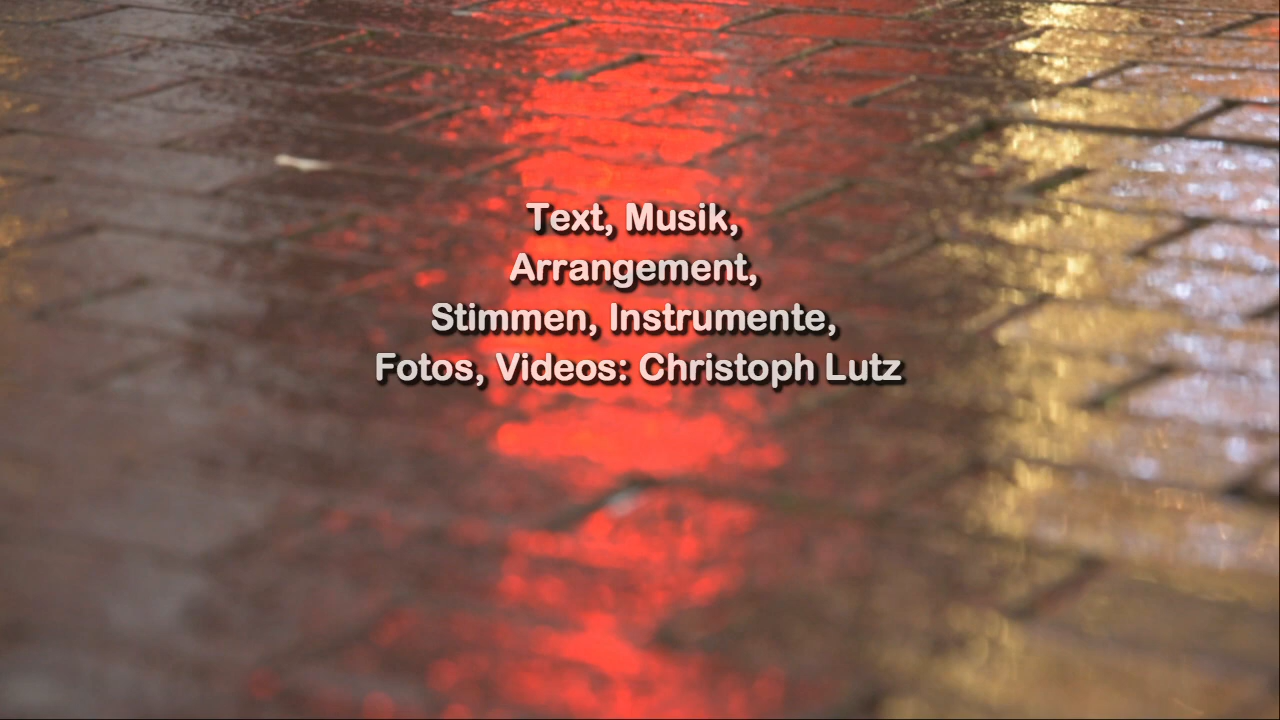 Text, Musik,
Arrangement,
Stimmen, Instrumente,
Fotos, Videos: Christoph Lutz